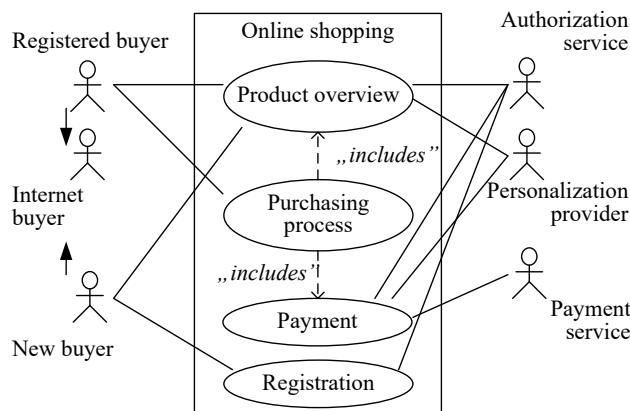 Registered buyer
Online shopping
Authorization
service
Product overview
„includes”
Internet
buyer
Purchasing
process
Personalization
provider
„includes”
Payment
Payment
service
New buyer
Registration